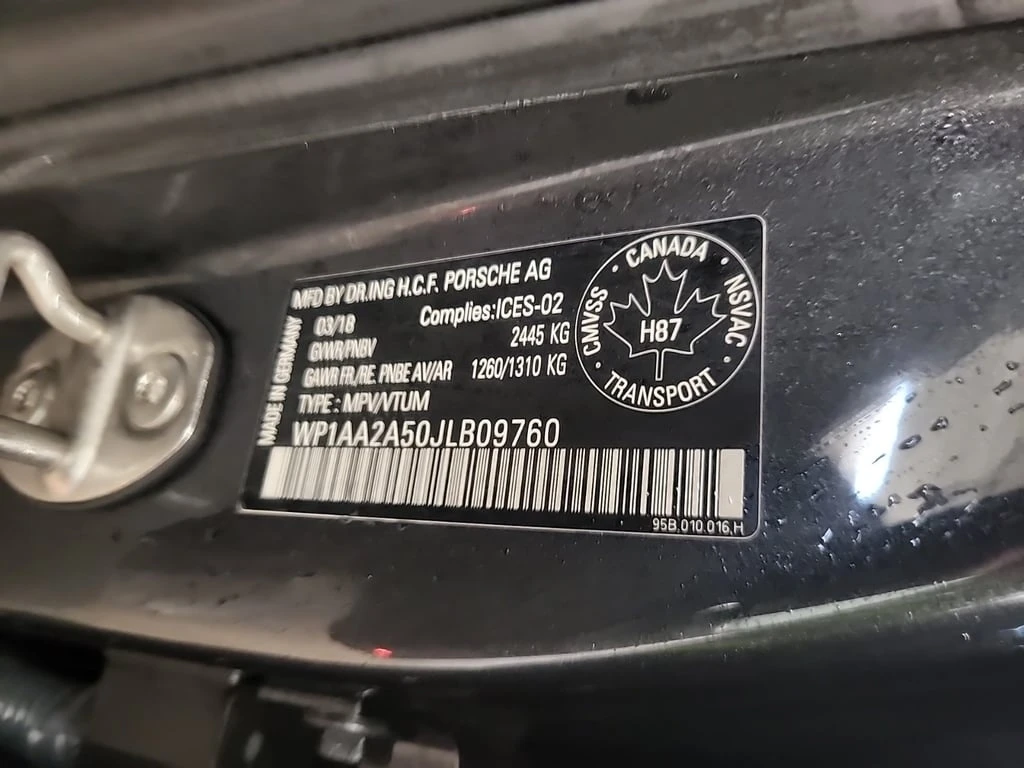 MFD BY DR.ING H.C.F. PORSCHE AG
03/18 Complies:ICES-02
GVWR/PNBV 2445 KG
GAWR FR./RE. PNBE AV/AR 1260/1310 KG
TYPE : MPV/VTUM
WP1AA2A50JLB09760
MADE IN GERMANY
95B.010.016.H
CANADA
CMVSS
NSVAC
H87
TRANSPORT